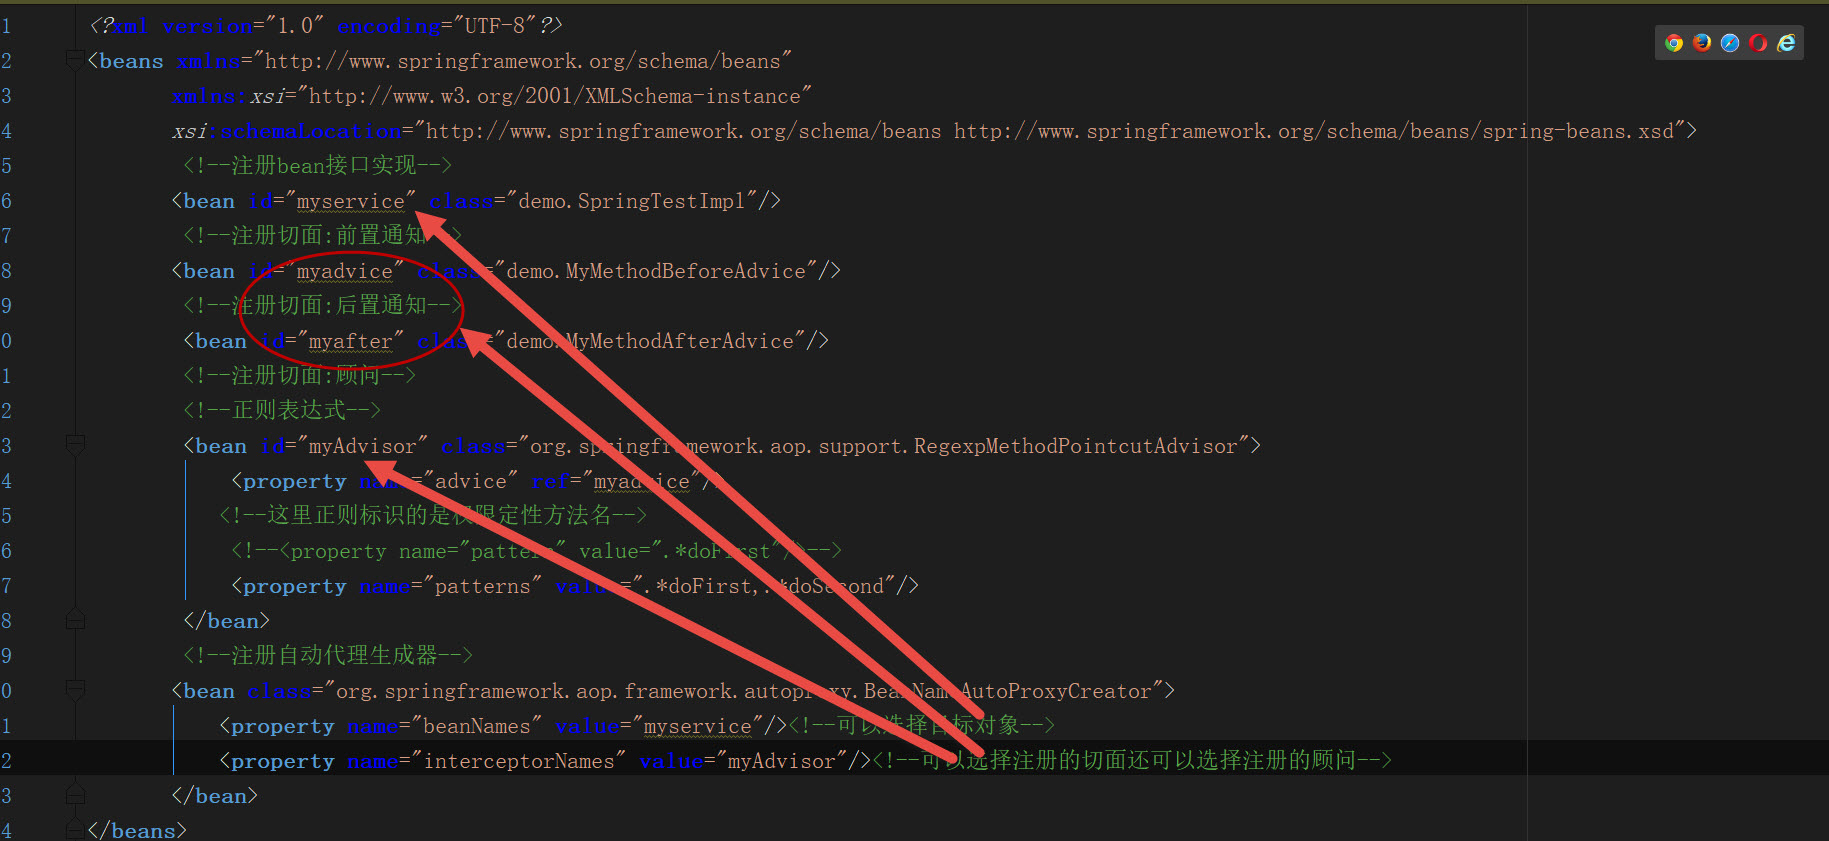 1 <?xml version="1.0" encoding="UTF-8"?>
2 <beans xmlns="http://www.springframework.org/schema/beans"
3 xmlns:xsi="http://www.w3.org/2001/XMLSchema-instance"
4 xsi:schemaLocation="http://www.springframework.org/schema/beans http://www.springframework.org/schema/beans/spring-beans.xsd">
5 <!--注册bean接口实现-->
6 <bean id="myservice" class="demo.SpringTestImpl"/>
7 <!--注册切面:前置通知-->
8 <bean id="myadvice" class="demo.MyMethodBeforeAdvice"/>
9 <!--注册切面:后置通知-->
0 <bean id="myafter" class="demo.MyMethodAfterAdvice"/>
1 <!--注册切面:顾问-->
2 <!--正则表达式-->
3 <bean id="myAdvisor" class="org.springframework.aop.support.RegexpMethodPointcutAdvisor">
4 <property name="advice" ref="myadvice"/>
5 <!--这里正则标识的是权限定性方法名-->
6 <!--<property name="pattern" value=".*doFirst"/>-->
7 <property name="patterns" value=".*doFirst,.*doSecond"/>
8 </bean>
9 <!--注册自动代理生成器-->
0 <bean class="org.springframework.aop.framework.autoproxy.BeanNameAutoProxyCreator">
1 <property name="beanNames" value="myservice"/><!--可以选择目标对象-->
2 <property name="interceptorNames" value="myAdvisor"/><!--可以选择注册的切面还可以选择注册的顾问-->
3 </bean>
4 </beans>